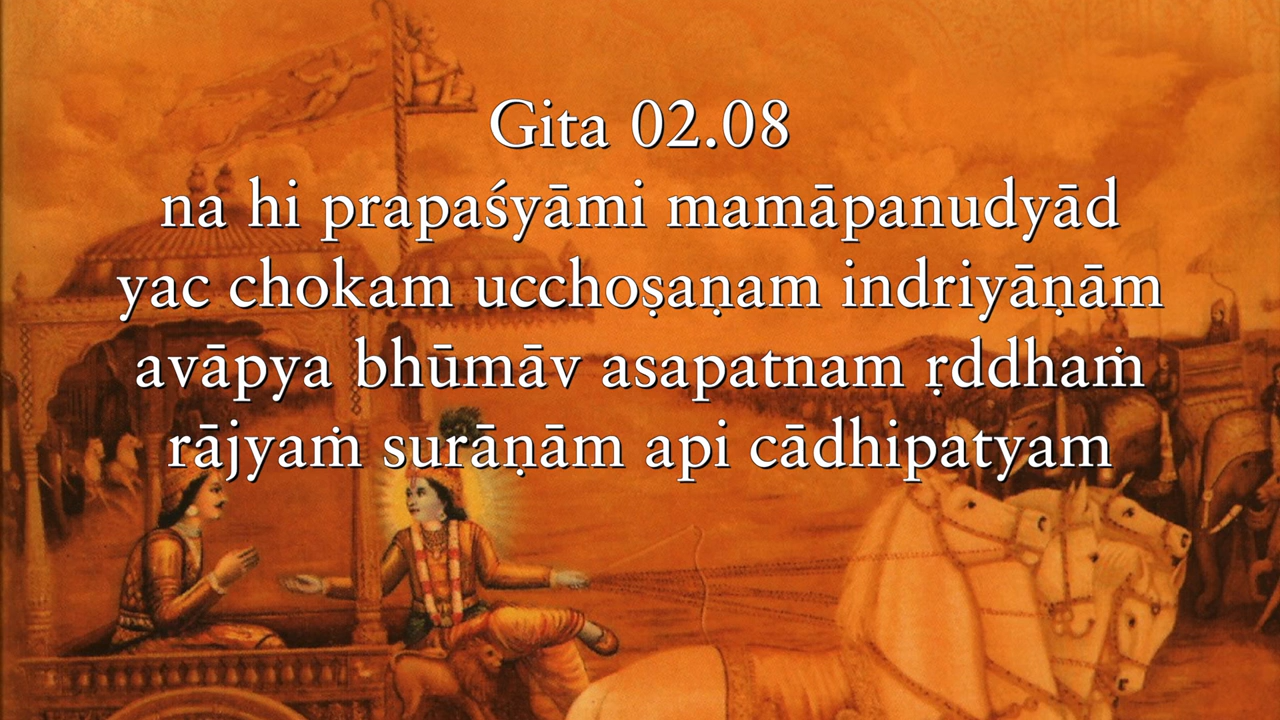 Gita 02.08
na hi prapaśyāmi mamāpanudyād
yac chokam ucchoṣaṇam indriyāṇām
avāpya bhūmāv asapatnam ṛddhaṁ
rājyaṁ surāṇām api cādhipatyam